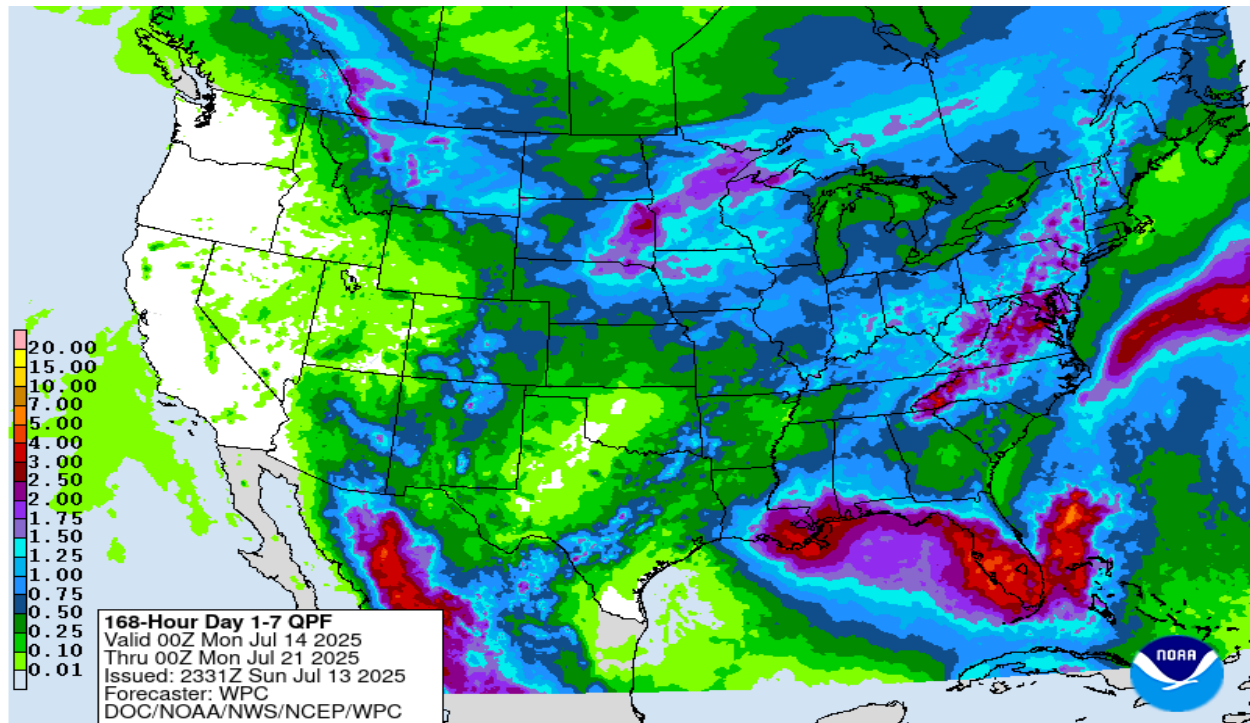 20.00
15.00
10.00
7.00
5.00
4.00
3.00
2.50
2.00
1.75
1.50
1.25
1.00
0.75
0.50
0.25
0.10
0.01
168-Hour Day 1-7 QPF
Valid 00Z Mon Jul 14 2025
Thru 00Z Mon Jul 21 2025
Issued: 2331Z Sun Jul 13 2025
Forecaster: WPC
DOC/NOAA/NWS/NCEP/WPC
NOAA